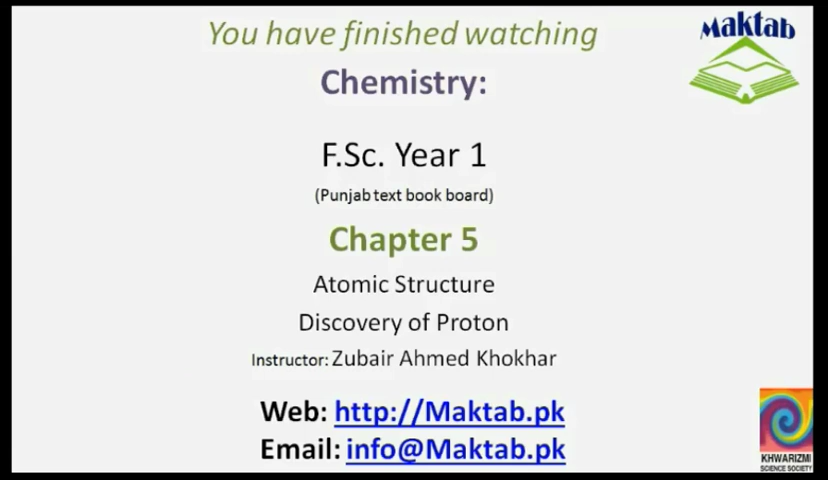 You have finished watching
Maktab
Chemistry:
F.Sc. Year 1
(Punjab text book board)
Chapter 5
Atomic Structure
Discovery of Proton
Instructor: Zubair Ahmed Khokhar
Web: http://Maktab.pk
Email: info@Maktab.pk
KHWARIZMI
SCIENCE SOCIETY